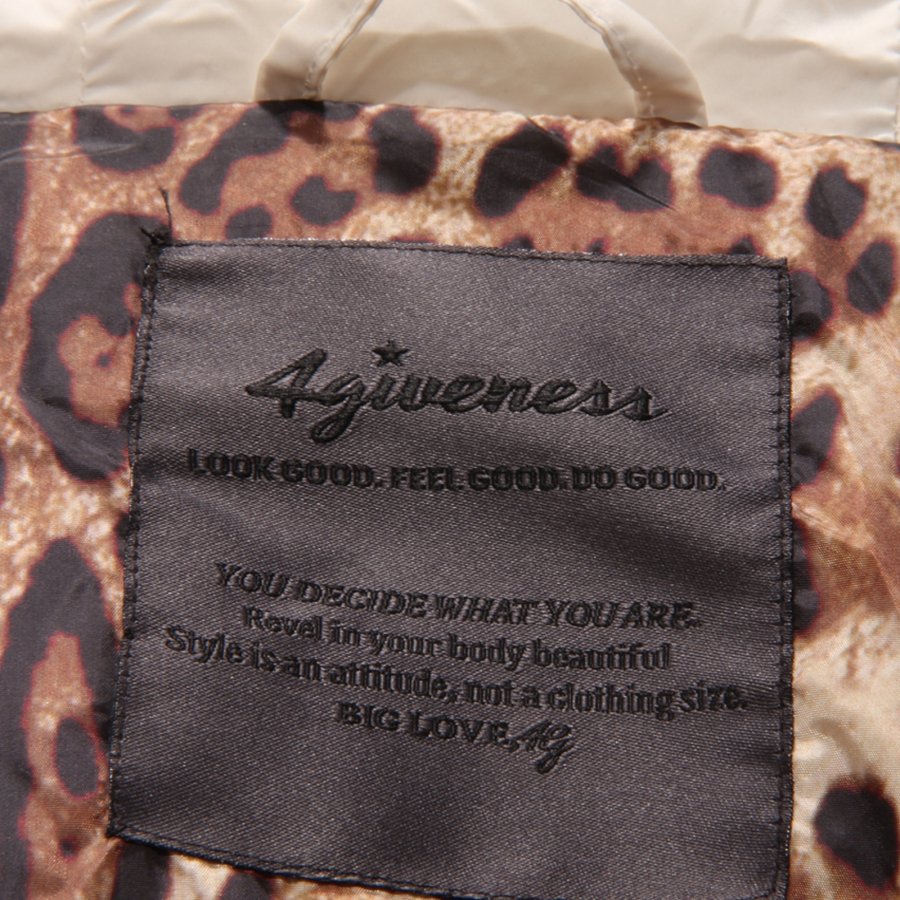 4giveness
LOOK GOOD. FEEL GOOD. DO GOOD.
YOU DECIDE WHAT YOU ARE.
Revel in your body beautiful
Style is an attitude, not a clothing size.
BIG LOVE, 4G